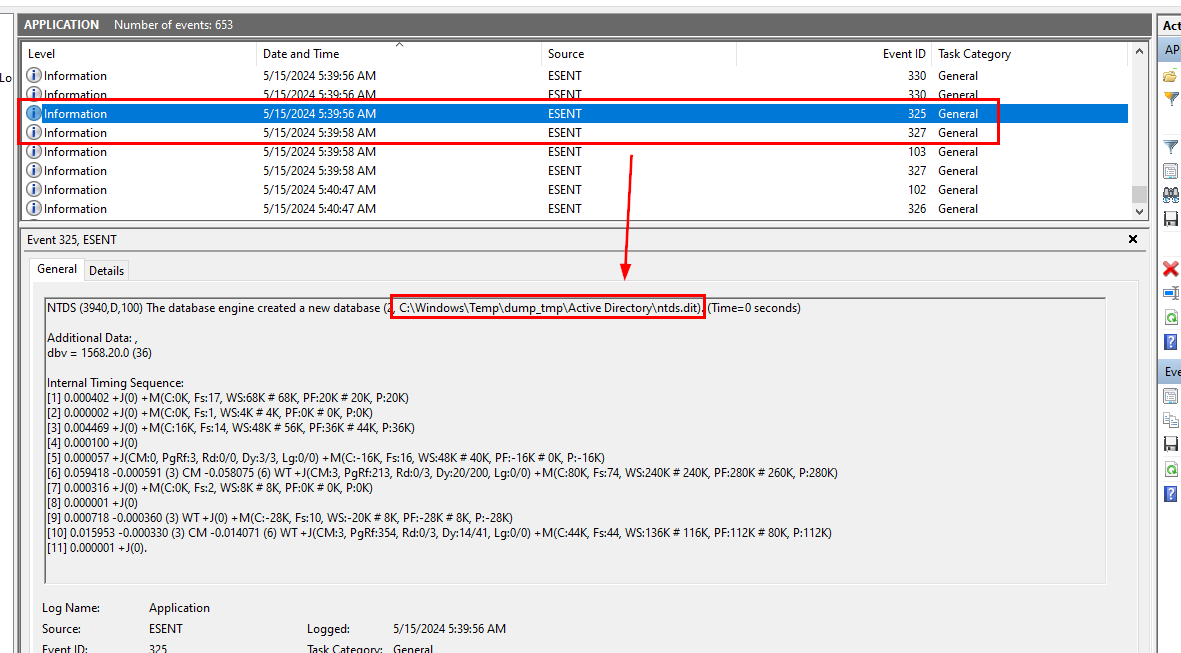 APPLICATION Number of events: 653 Act
Level Date and Time Source Event ID Task Category AP
Lo Information 5/15/2024 5:39:56 AM ESENT 330 General
Information 5/15/2024 5:39:56 AM ESENT 330 General
Information 5/15/2024 5:39:56 AM ESENT 325 General
Information 5/15/2024 5:39:58 AM ESENT 327 General
Information 5/15/2024 5:39:58 AM ESENT 103 General
Information 5/15/2024 5:39:58 AM ESENT 327 General
Information 5/15/2024 5:40:47 AM ESENT 102 General
Information 5/15/2024 5:40:47 AM ESENT 326 General
Event 325, ESENT
General Details
NTDS (3940,D,100) The database engine created a new database (2, C:\Windows\Temp\dump_tmp\Active Directory\ntds.dit). (Time=0 seconds)
Additional Data: ,
dbv = 1568.20.0 (36)
Eve
Internal Timing Sequence:
[1] 0.000402 +J(0) +M(C:0K, Fs:17, WS:68K # 68K, PF:20K # 20K, P:20K)
[2] 0.000002 +J(0) +M(C:0K, Fs:1, WS:4K # 4K, PF:0K # 0K, P:0K)
[3] 0.004469 +J(0) +M(C:16K, Fs:14, WS:48K # 56K, PF:36K # 44K, P:36K)
[4] 0.000100 +J(0)
[5] 0.000057 +J(CM:0, PgRf:3, Rd:0/0, Dy:3/3, Lg:0/0) +M(C:-16K, Fs:16, WS:48K # 40K, PF:-16K # 0K, P:-16K)
[6] 0.059418 -0.000591 (3) CM -0.058075 (6) WT +J(CM:3, PgRf:213, Rd:0/3, Dy:20/200, Lg:0/0) +M(C:80K, Fs:74, WS:240K # 240K, PF:280K # 260K, P:280K)
[7] 0.000316 +J(0) +M(C:0K, Fs:2, WS:8K # 8K, PF:0K # 0K, P:0K)
[8] 0.000001 +J(0)
[9] 0.000718 -0.000360 (3) WT +J(0) +M(C:-28K, Fs:10, WS:-20K # 8K, PF:-28K # 8K, P:-28K)
[10] 0.015953 -0.000330 (3) CM -0.014071 (6) WT +J(CM:3, PgRf:354, Rd:0/3, Dy:14/41, Lg:0/0) +M(C:44K, Fs:44, WS:136K # 116K, PF:112K # 80K, P:112K)
[11] 0.000001 +J(0).
Log Name: Application
Source: ESENT Logged: 5/15/2024 5:39:56 AM
Event ID: 325 Task Category: General